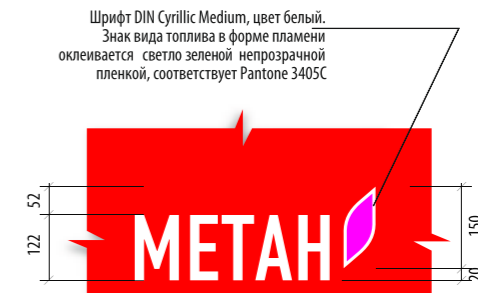 Шрифт DIN Cyrillic Medium, цвет белый.
Знак вида топлива в форме пламени
оклеивается светло зеленой непрозрачной
пленкой, соответствует Pantone 3405C
52
122
МЕТАН
150
20